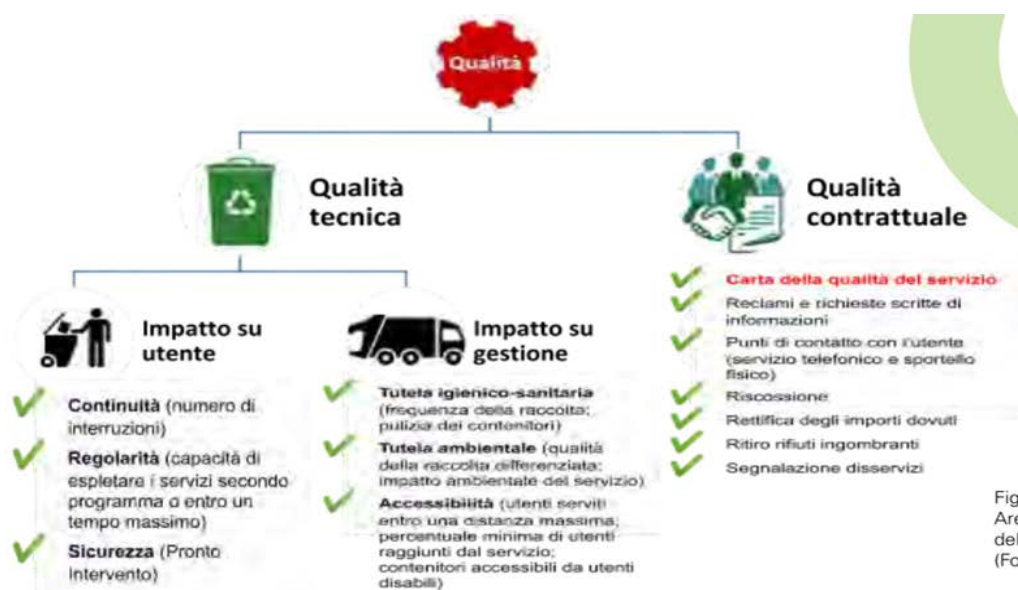 Qualità
Qualità
tecnica
Qualità
contrattuale
Impatto su
utente
Continuità (numero di
interruzioni)
Regolarità (capacità di
espletare i servizi secondo
programma o entro un
tempo massimo)
Sicurezza (Pronto
Intervento)
Impatto su
gestione
Tutela igienico-sanitaria
(frequenza della raccolta;
pulizia dei contenitori)
Tutela ambientale (qualità
della raccolta differenziata;
impatto ambientale del servizio)
Accessibilità (utenti serviti
entro una distanza massima;
percentuale minima di utenti
raggiunti dal servizio;
contenitori accessibili da utenti
disabili)
Carta della qualità del servizio
Reclami e richieste scritte di
informazioni
Punti di contatto con l'utente
(servizio telefonico e sportello
fisico)
Riscossione
Rettifica degli importi dovuti
Ritiro rifiuti ingombranti
Segnalazione disservizi
Fig
Are
del
(Fo